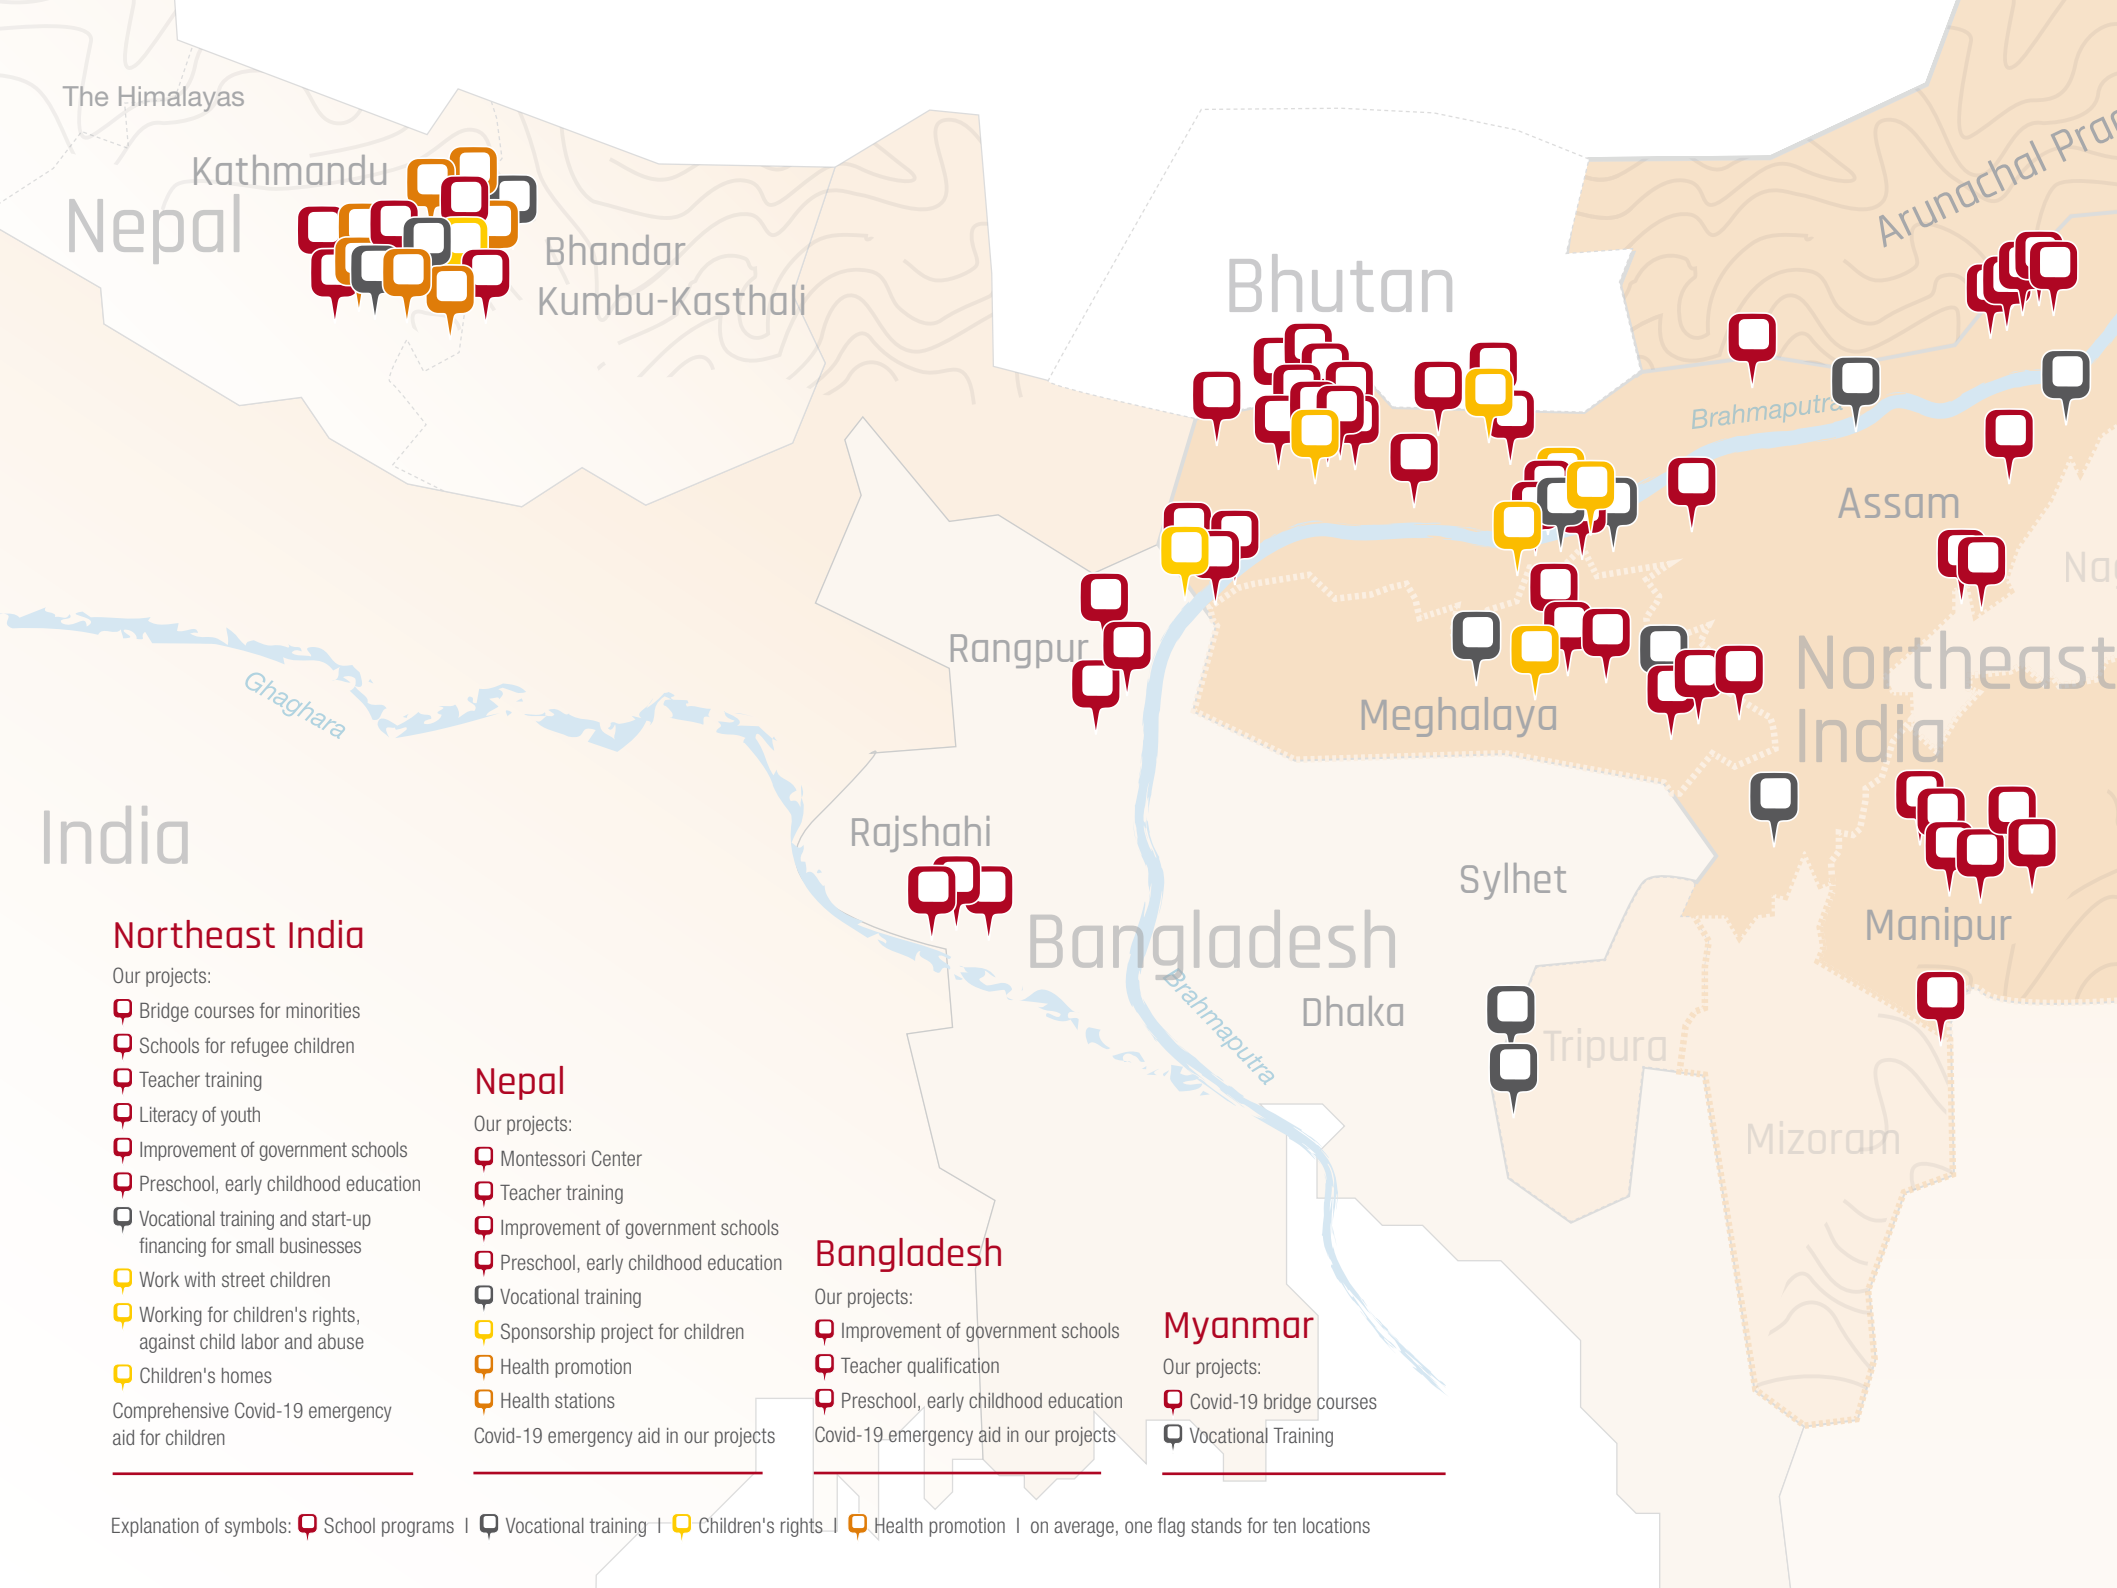 The Himalayas
Kathmandu
Nepal
Bhandar
Kumbu-Kasthali
Bhutan
Arunachal
Brahmaputra
Assam
Rangpur
Ghaghara
Meghalaya
Northeast
India
India
Rajshahi
Sylhet
Bangladesh
Manipur
Brahmaputra
Dhaka
Tripura
Mizoram
Northeast India
Our projects:
Bridge courses for minorities
Schools for refugee children
Teacher training
Literacy of youth
Improvement of government schools
Preschool, early childhood education
Vocational training and start-up
financing for small businesses
Work with street children
Working for children's rights,
against child labor and abuse
Children's homes
Comprehensive Covid-19 emergency
aid for children
Nepal
Our projects:
Montessori Center
Teacher training
Improvement of government schools
Preschool, early childhood education
Vocational training
Sponsorship project for children
Health promotion
Health stations
Covid-19 emergency aid in our projects
Bangladesh
Our projects:
Improvement of government schools
Teacher qualification
Preschool, early childhood education
Covid-19 emergency aid in our projects
Myanmar
Our projects:
Covid-19 bridge courses
Vocational Training
Explanation of symbols: School programs I Vocational training I Children's rights I Health promotion I on average, one flag stands for ten locations